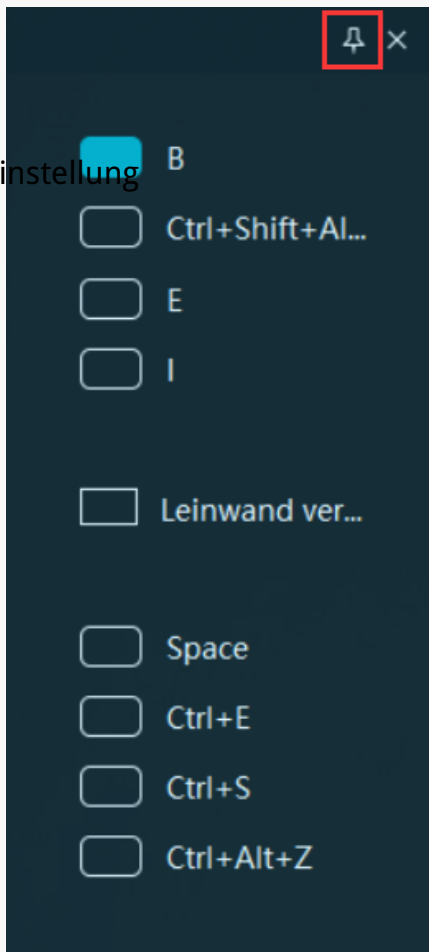 B
instellung
Ctrl+Shift+Al...
E
I
Leinwand ver...
Space
Ctrl+E
Ctrl+S
Ctrl+Alt+Z